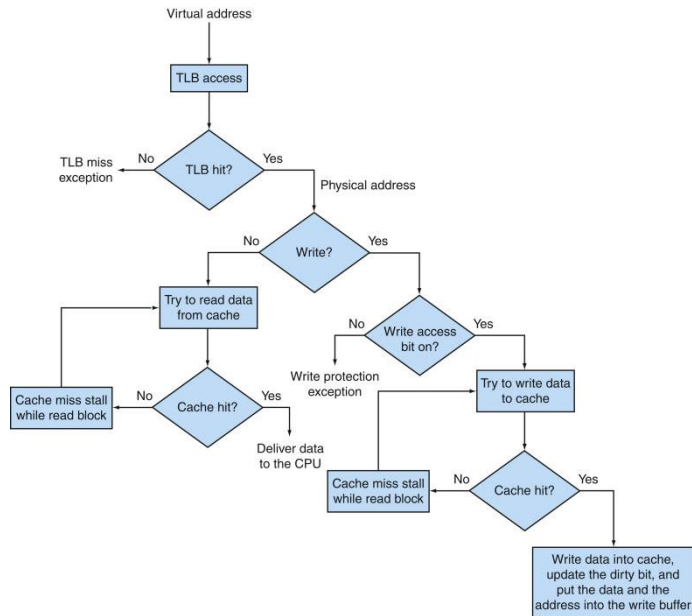 Virtual address
TLB access
No
Yes
TLB miss
exception
TLB hit?
Physical address
No
Yes
Write?
Try to read data
from cache
No
Yes
Write access
bit on?
Write protection
exception
Try to write data
to cache
Cache miss stall
while read block
No
Yes
Cache hit?
Deliver data
to the CPU
Cache miss stall
while read block
No
Yes
Cache hit?
Write data into cache,
update the dirty bit, and
put the data and the
address into the write buffer